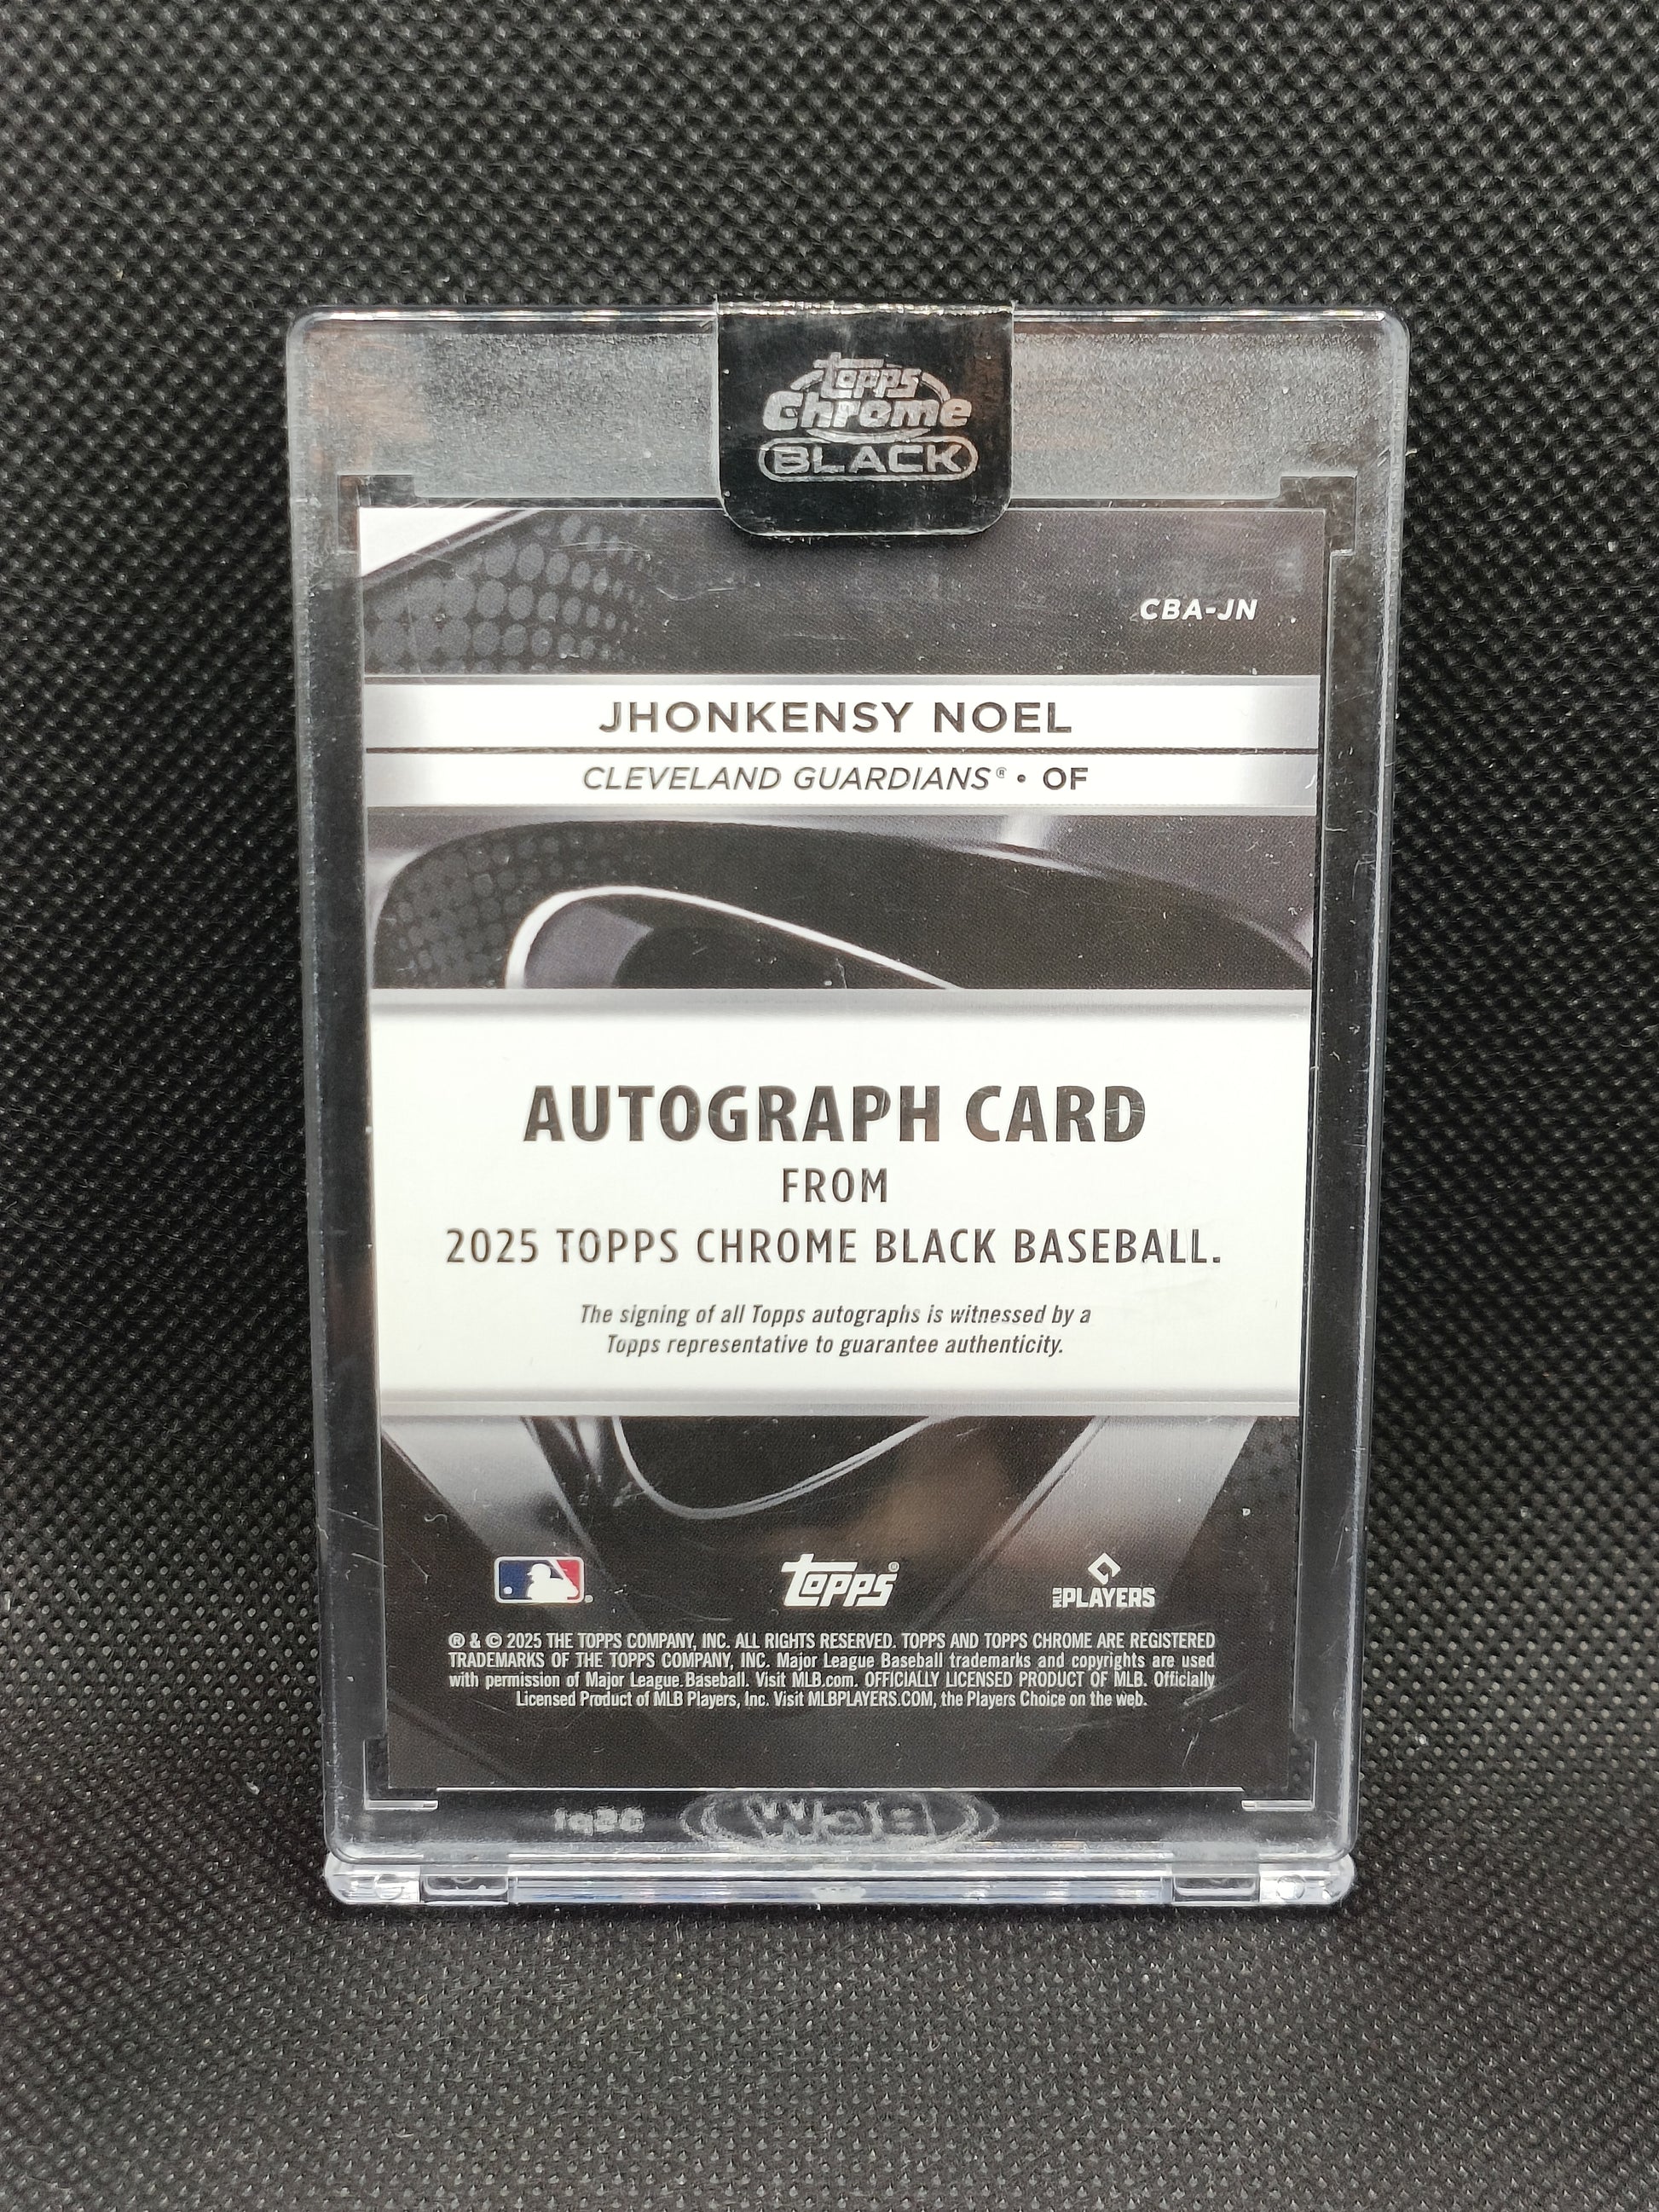 topps
Chrome
BLACK
CBA-JN
JHONKENSY NOEL
CLEVELAND GUARDIANS® • OF
AUTOGRAPH CARD
FROM
2025 TOPPS CHROME BLACK BASEBALL.
The signing of all Topps autographs is witnessed by a
Topps representative to guarantee authenticity.
topps®
MLB PLAYERS
® & © 2025 THE TOPPS COMPANY, INC. ALL RIGHTS RESERVED. TOPPS AND TOPPS CHROME ARE REGISTERED
TRADEMARKS OF THE TOPPS COMPANY, INC. Major League Baseball trademarks and copyrights are used
with permission of Major League Baseball. Visit MLB.com. OFFICIALLY LICENSED PRODUCT OF MLB. Officially
Licensed Product of MLB Players, Inc. Visit MLBPLAYERS.COM, the Players Choice on the web.